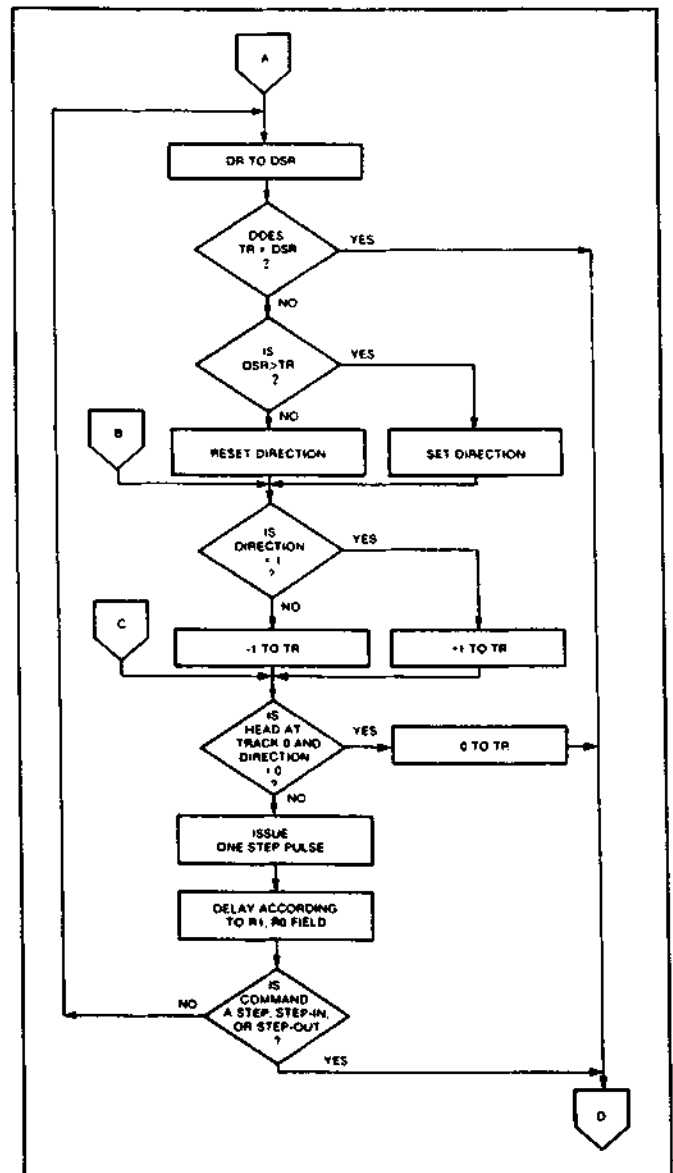 A
DR TO DSR
DOES
TR = DSR
?
YES
NO
IS
DSR>TR
?
YES
NO
B
RESET DIRECTION
SET DIRECTION
IS
DIRECTION
= 1
?
YES
NO
C
-1 TO TR
+1 TO TR
IS
HEAD AT
TRACK 0 AND
DIRECTION
= 0
?
YES
0 TO TR
NO
ISSUE
ONE STEP PULSE
DELAY ACCORDING
TO R1, R0 FIELD
IS
COMMAND
A STEP, STEP-IN,
OR STEP-OUT
?
NO
YES
D